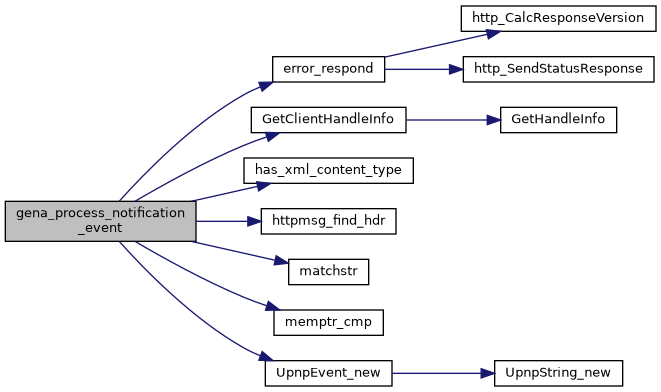 http_CalcResponseVersion
error_respond
http_SendStatusResponse
GetClientHandleInfo
GetHandleInfo
has_xml_content_type
gena_process_notification
_event
httpmsg_find_hdr
matchstr
memptr_cmp
UpnpEvent_new
UpnpString_new